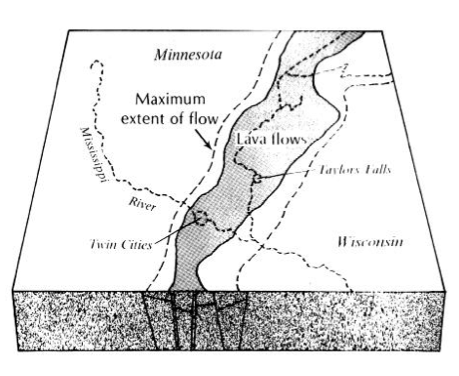 Minnesota
Maximum
extent of flow
Lava flows
Mississippi
River
Taylors Falls
Twin Cities
Wisconsin